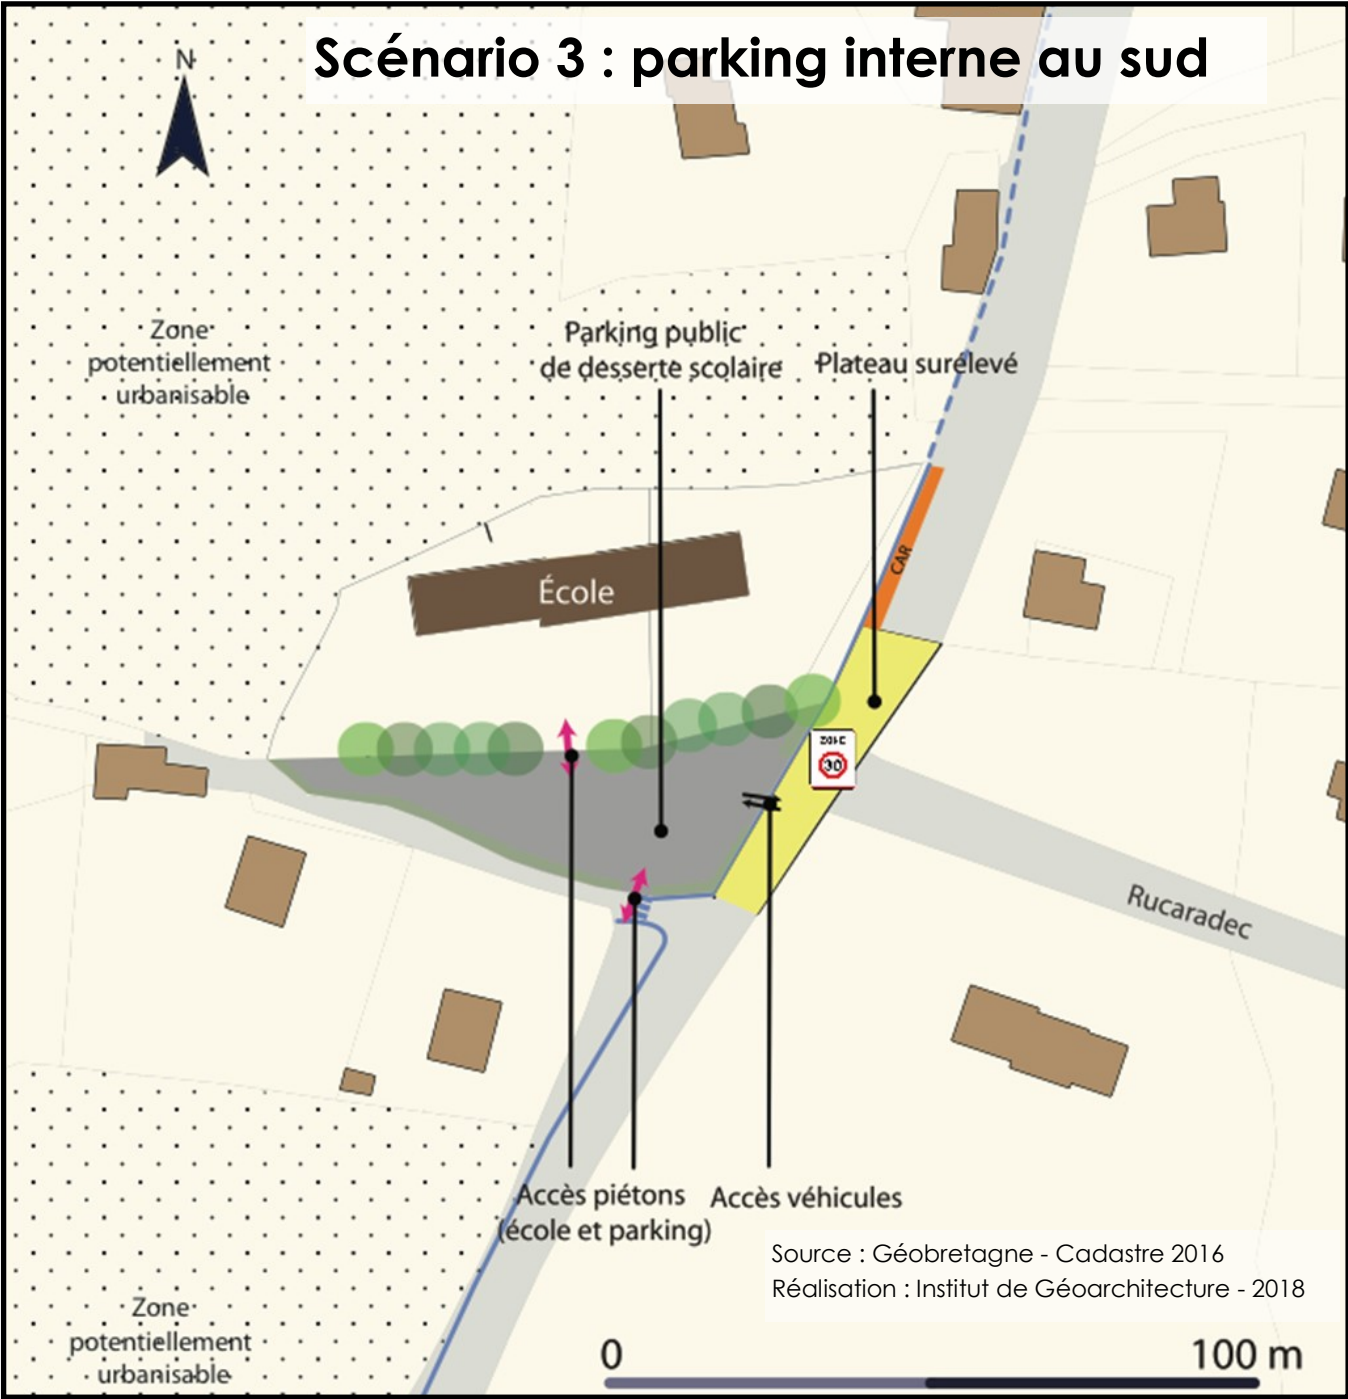 Scénario 3 : parking interne au sud
N
Zone
potentiellement
urbanisable
Parking public
de desserte scolaire
Plateau surélevé
CAR
École
ZONE
30
Rucaradec
Accès piétons
(école et parking)
Accès véhicules
Source : Géobretagne - Cadastre 2016
Réalisation : Institut de Géoarchitecture - 2018
Zone
potentiellement
urbanisable
0
100 m